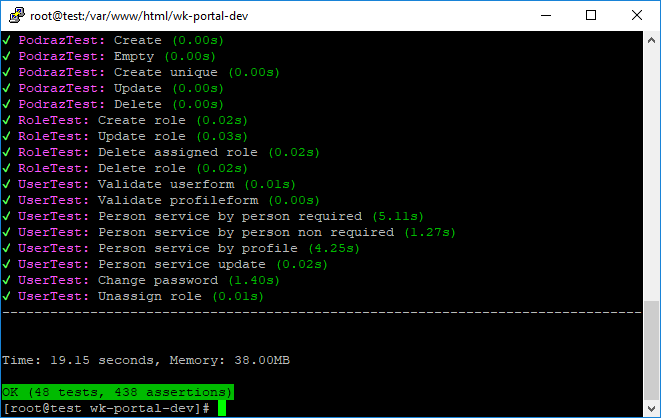 root@test:/var/www/html/wk-portal-dev
✓ PodrazTest: Create (0.00s)
✓ PodrazTest: Empty (0.00s)
✓ PodrazTest: Create unique (0.00s)
✓ PodrazTest: Update (0.00s)
✓ PodrazTest: Delete (0.00s)
✓ RoleTest: Create role (0.02s)
✓ RoleTest: Update role (0.03s)
✓ RoleTest: Delete assigned role (0.02s)
✓ RoleTest: Delete role (0.02s)
✓ UserTest: Validate userform (0.01s)
✓ UserTest: Validate profileform (0.00s)
✓ UserTest: Person service by person required (5.11s)
✓ UserTest: Person service by person non required (1.27s)
✓ UserTest: Person service by profile (4.25s)
✓ UserTest: Person service update (0.02s)
✓ UserTest: Change password (1.40s)
✓ UserTest: Unassign role (0.01s)
--------------------------------------------------------------------------------
Time: 19.15 seconds, Memory: 38.00MB
OK (48 tests, 438 assertions)
[root@test wk-portal-dev]#